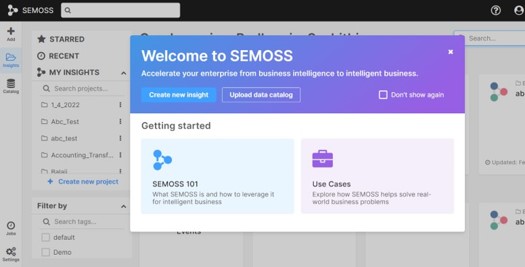 SEMOSS
Add
Insights
Catalog
Jobs
Settings
STARRED
RECENT
MY INSIGHTS
Search projects...
1_4_2022
Abc_Test
abc_test
Accounting_Transf...
+ Create new project
Filter by
Search tags...
default
Demo
Search...
Welcome to SEMOSS
Accelerate your enterprise from business intelligence to intelligent business.
Create new insight
Upload data catalog
Don't show again
Getting started
SEMOSS 101
What SEMOSS is and how to leverage it
for intelligent business
Use Cases
Explore how SEMOSS helps solve real-
world business problems
ab
Updated: Fe
ab
Events